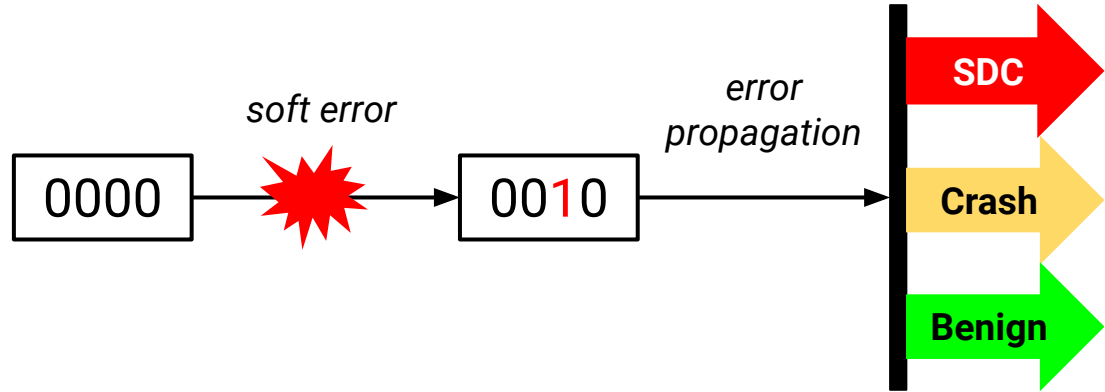 soft error
error
propagation
0000
0010
SDC
Crash
Benign